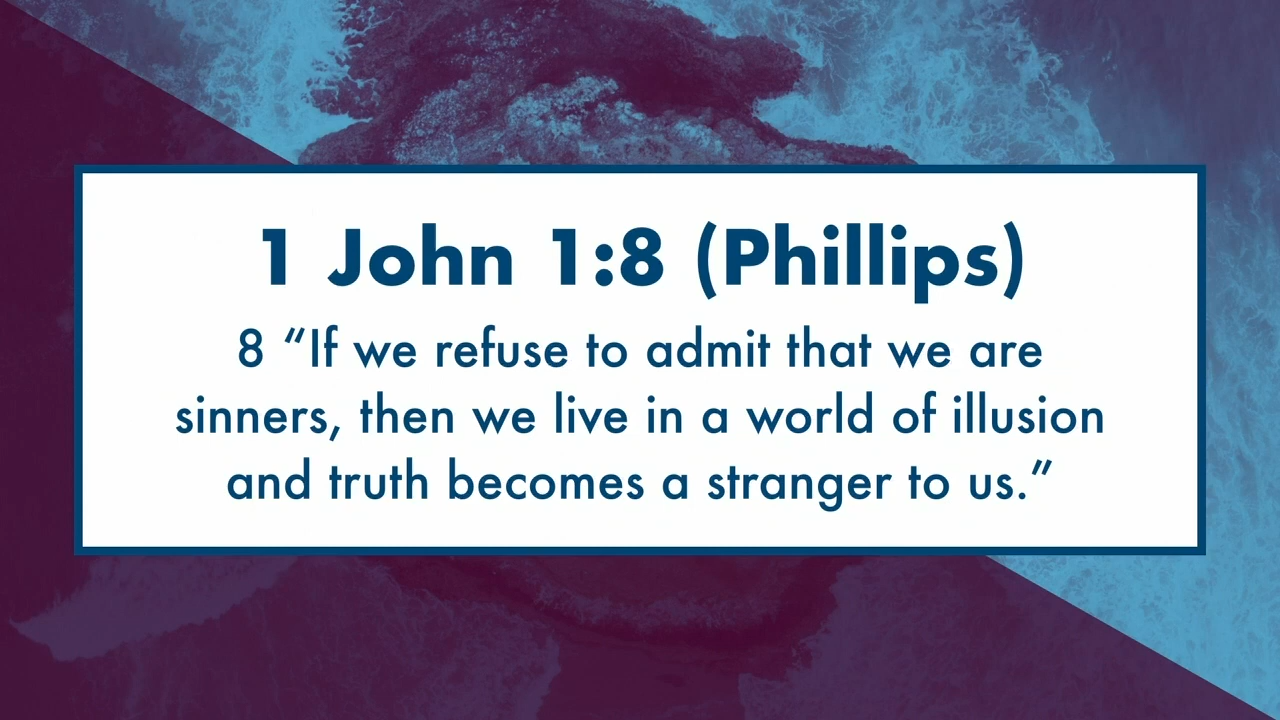 1 John 1:8 (Phillips)
8 “If we refuse to admit that we are
sinners, then we live in a world of illusion
and truth becomes a stranger to us.”